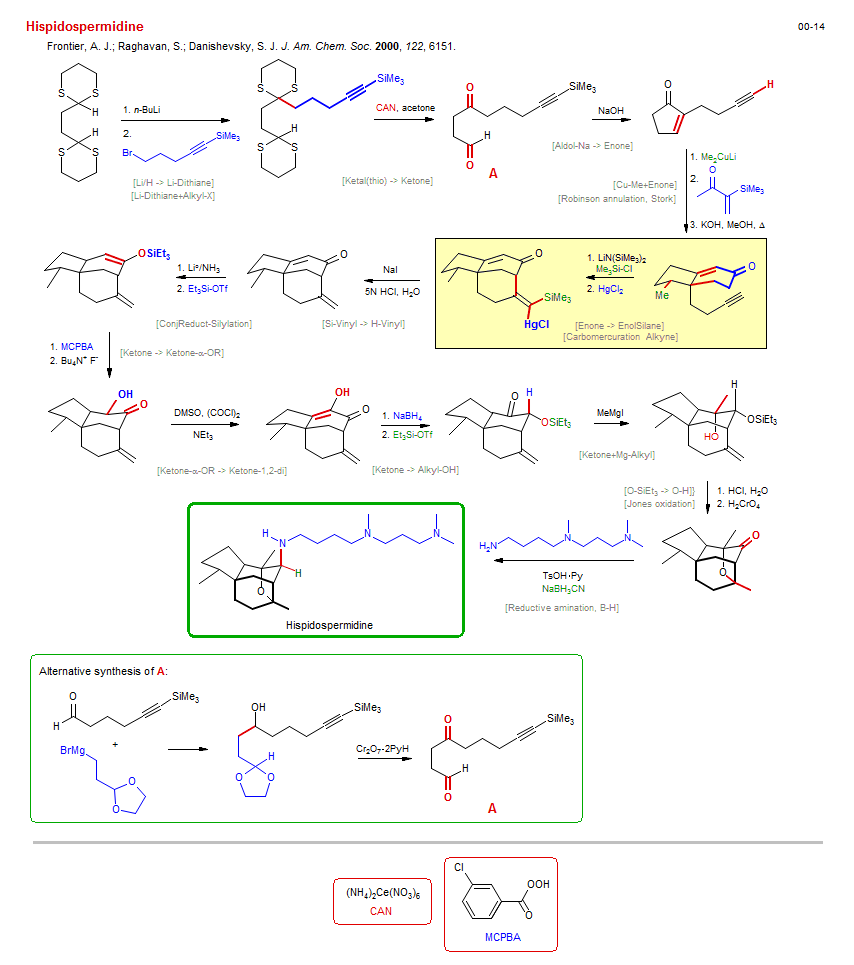 Hispidospermidine
00-14
Frontier, A. J.; Raghavan, S.; Danishevsky, S. J. J. Am. Chem. Soc. 2000, 122, 6151.
S S
H
H
S S
1. n-BuLi
2.
Br
SiMe3
[Li/H -> Li-Dithiane]
[Li-Dithiane+Alkyl-X]
S S
SiMe3
H
S S
CAN, acetone
[Ketal(thio) -> Ketone]
O
SiMe3
H
O
A
NaOH
[Aldol-Na -> Enone]
O
H
1. Me2CuLi
2.
O
SiMe3
3. KOH, MeOH, Δ
[Cu-Me+Enone]
[Robinson annulation, Stork]
O
Me
1. LiN(SiMe3)2
Me3Si-Cl
2. HgCl2
[Enone -> EnolSilane]
[Carbomercuration Alkyne]
O
SiMe3
HgCl
NaI
5N HCl, H2O
[Si-Vinyl -> H-Vinyl]
O
1. Li°/NH3
2. Et3Si-OTf
[ConjReduct-Silylation]
OSiEt3
1. MCPBA
2. Bu4N+ F-
[Ketone -> Ketone-α-OR]
OH
O
DMSO, (COCl)2
NEt3
[Ketone-α-OR -> Ketone-1,2-di]
OH
O
1. NaBH4
2. Et3Si-OTf
[Ketone -> Alkyl-OH]
O H
OSiEt3
MeMgI
[Ketone+Mg-Alkyl]
H
OSiEt3
HO
[O-SiEt3 -> O-H]}
[Jones oxidation]
1. HCl, H2O
2. H2CrO4
O
O
H2N N N
TsOH·Py
NaBH3CN
[Reductive amination, B-H]
H
N N N
H
O
Hispidospermidine
Alternative synthesis of A:
O
H
SiMe3
+
BrMg
O
O
OH
SiMe3
H
O O
Cr2O7-2PyH
O
SiMe3
H
O
A
(NH4)2Ce(NO3)6
CAN
Cl
OOH
O
MCPBA